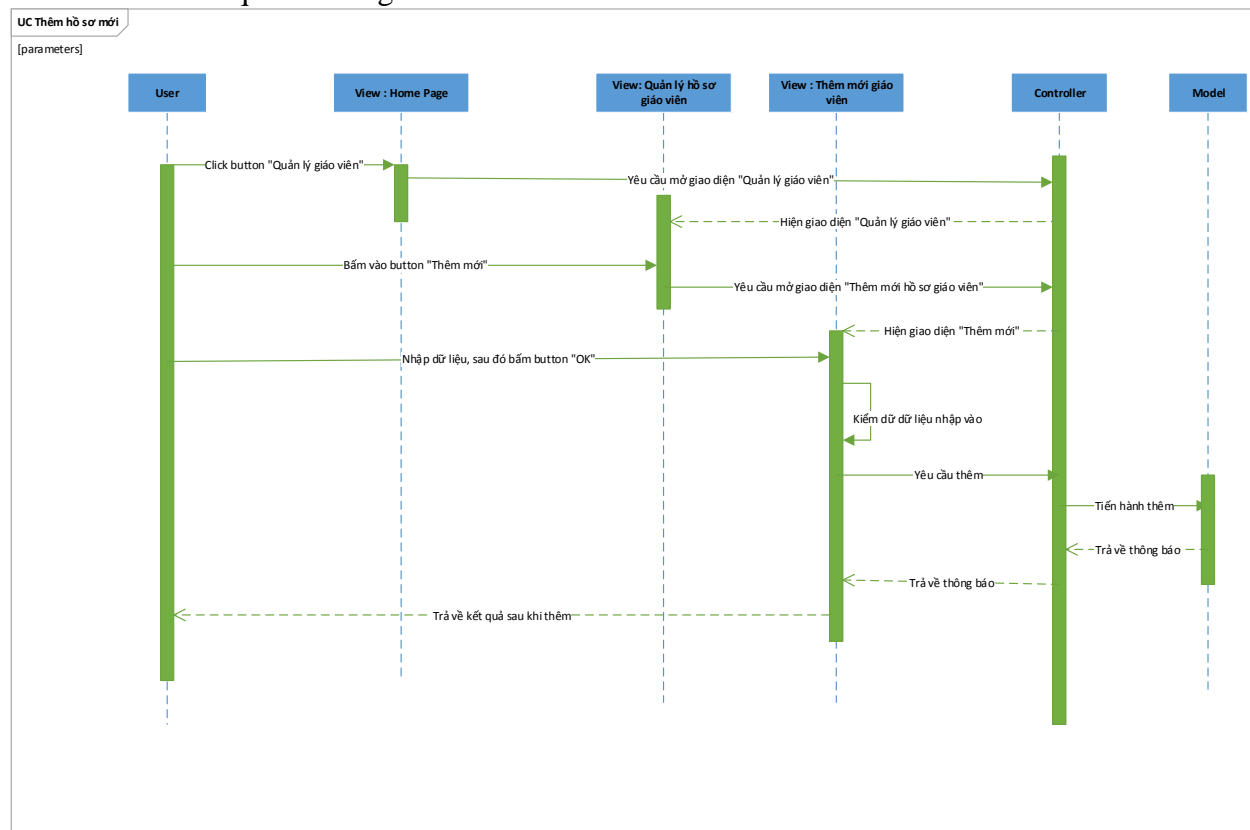 UC Thêm hồ sơ mới
[parameters]
User
View : Home Page
View: Quản lý hồ sơ
giáo viên
View : Thêm mới giáo
viên
Controller
Model
Click button "Quản lý giáo viên"
Yêu cầu mở giao diện "Quản lý giáo viên"
Hiện giao diện "Quản lý giáo viên"
Bấm vào button "Thêm mới"
Yêu cầu mở giao diện "Thêm mới hồ sơ giáo viên"
Hiện giao diện "Thêm mới"
Nhập dữ liệu, sau đó bấm button "OK"
Kiểm dữ dữ liệu nhập vào
Yêu cầu thêm
Tiến hành thêm
Trả về thông báo
Trả về thông báo
Trả về kết quả sau khi thêm